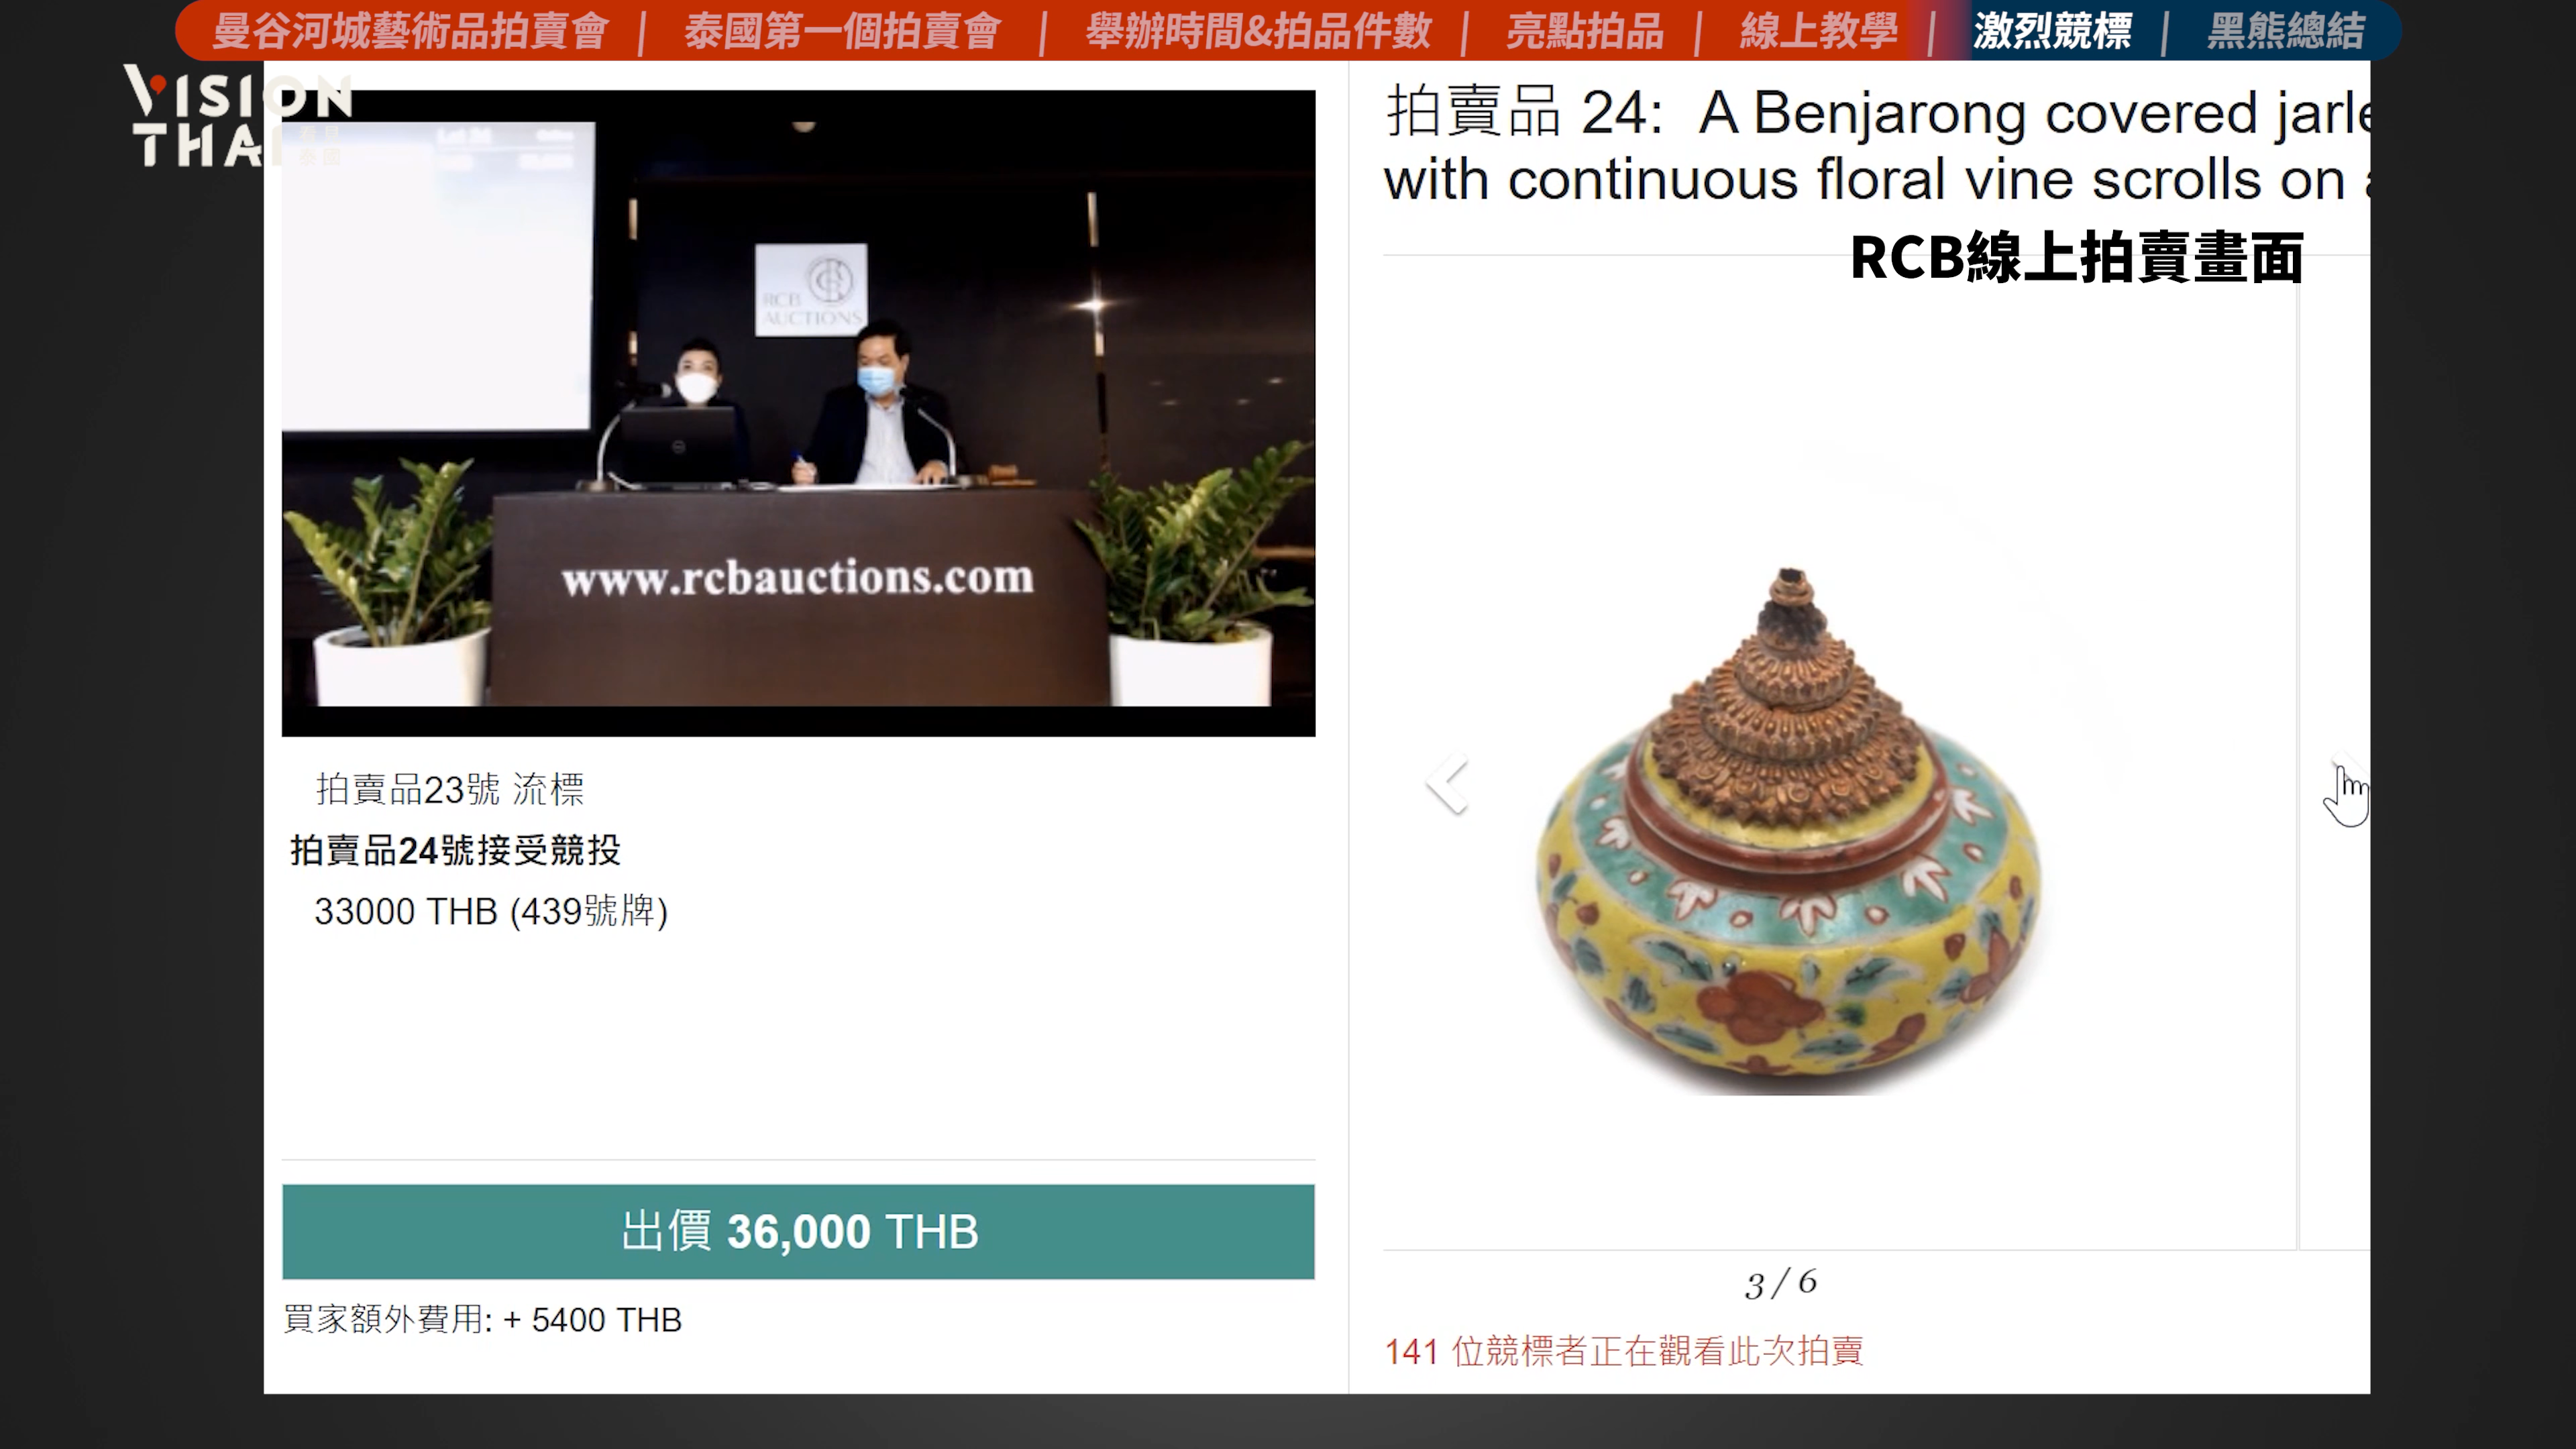 曼谷河城藝術品拍賣會 | 泰國第一個拍賣會 | 舉辦時間&拍品件數 | 亮點拍品 | 線上教學 | 激烈競標 | 黑熊總結
VISION
THAI
拍賣品 24: A Benjarong covered jarle
with continuous floral vine scrolls on
RCB線上拍賣畫面
RCB
AUCTIONS
www.rcbauctions.com
拍賣品23號 流標
拍賣品24號接受競投
33000 THB (439號牌)
出價 36,000 THB
買家額外費用: + 5400 THB
3 / 6
141 位競標者正在觀看此次拍賣